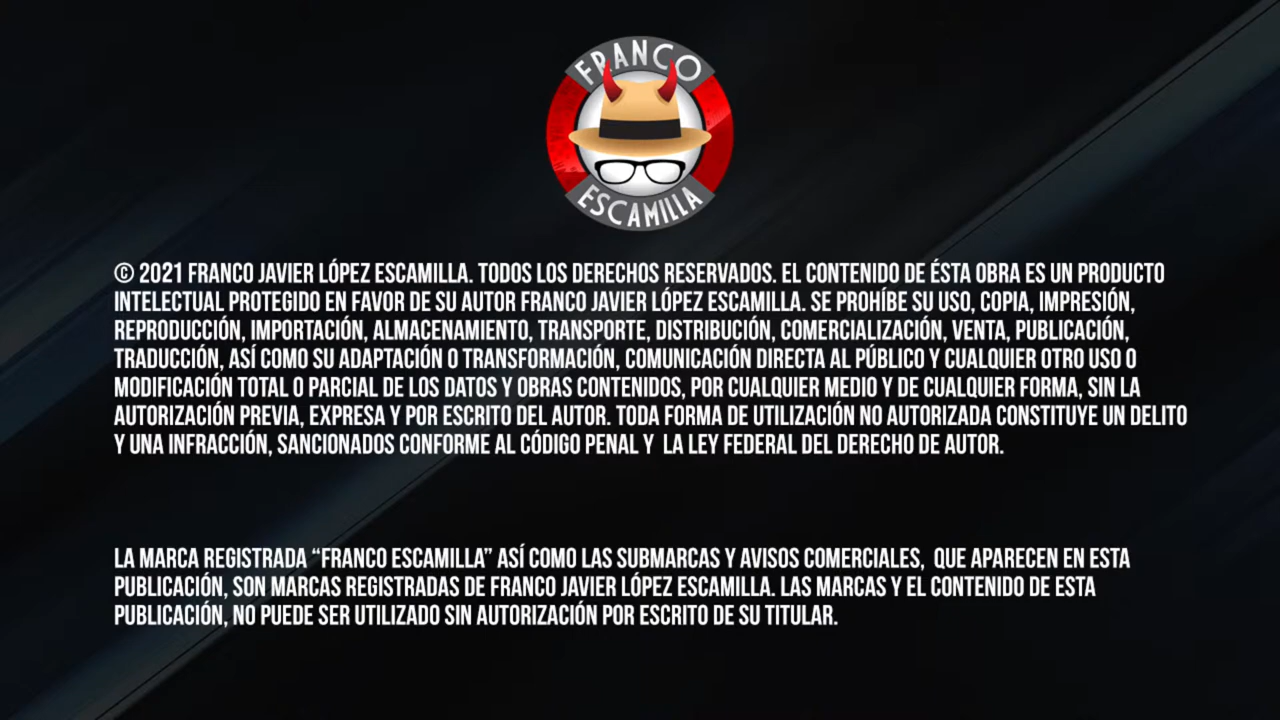 FRANCO
ESCAMILLA
© 2021 FRANCO JAVIER LÓPEZ ESCAMILLA. TODOS LOS DERECHOS RESERVADOS. EL CONTENIDO DE ÉSTA OBRA ES UN PRODUCTO
INTELECTUAL PROTEGIDO EN FAVOR DE SU AUTOR FRANCO JAVIER LÓPEZ ESCAMILLA. SE PROHÍBE SU USO, COPIA, IMPRESIÓN,
REPRODUCCIÓN, IMPORTACIÓN, ALMACENAMIENTO, TRANSPORTE, DISTRIBUCIÓN, COMERCIALIZACIÓN, VENTA, PUBLICACIÓN,
TRADUCCIÓN, ASÍ COMO SU ADAPTACIÓN O TRANSFORMACIÓN, COMUNICACIÓN DIRECTA AL PÚBLICO Y CUALQUIER OTRO USO O
MODIFICACIÓN TOTAL O PARCIAL DE LOS DATOS Y OBRAS CONTENIDOS, POR CUALQUIER MEDIO Y DE CUALQUIER FORMA, SIN LA
AUTORIZACIÓN PREVIA, EXPRESA Y POR ESCRITO DEL AUTOR. TODA FORMA DE UTILIZACIÓN NO AUTORIZADA CONSTITUYE UN DELITO
Y UNA INFRACCIÓN, SANCIONADOS CONFORME AL CÓDIGO PENAL Y  LA LEY FEDERAL DEL DERECHO DE AUTOR.
LA MARCA REGISTRADA “FRANCO ESCAMILLA” ASÍ COMO LAS SUBMARCAS Y AVISOS COMERCIALES,  QUE APARECEN EN ESTA
PUBLICACIÓN, SON MARCAS REGISTRADAS DE FRANCO JAVIER LÓPEZ ESCAMILLA. LAS MARCAS Y EL CONTENIDO DE ESTA
PUBLICACIÓN, NO PUEDE SER UTILIZADO SIN AUTORIZACIÓN POR ESCRITO DE SU TITULAR.